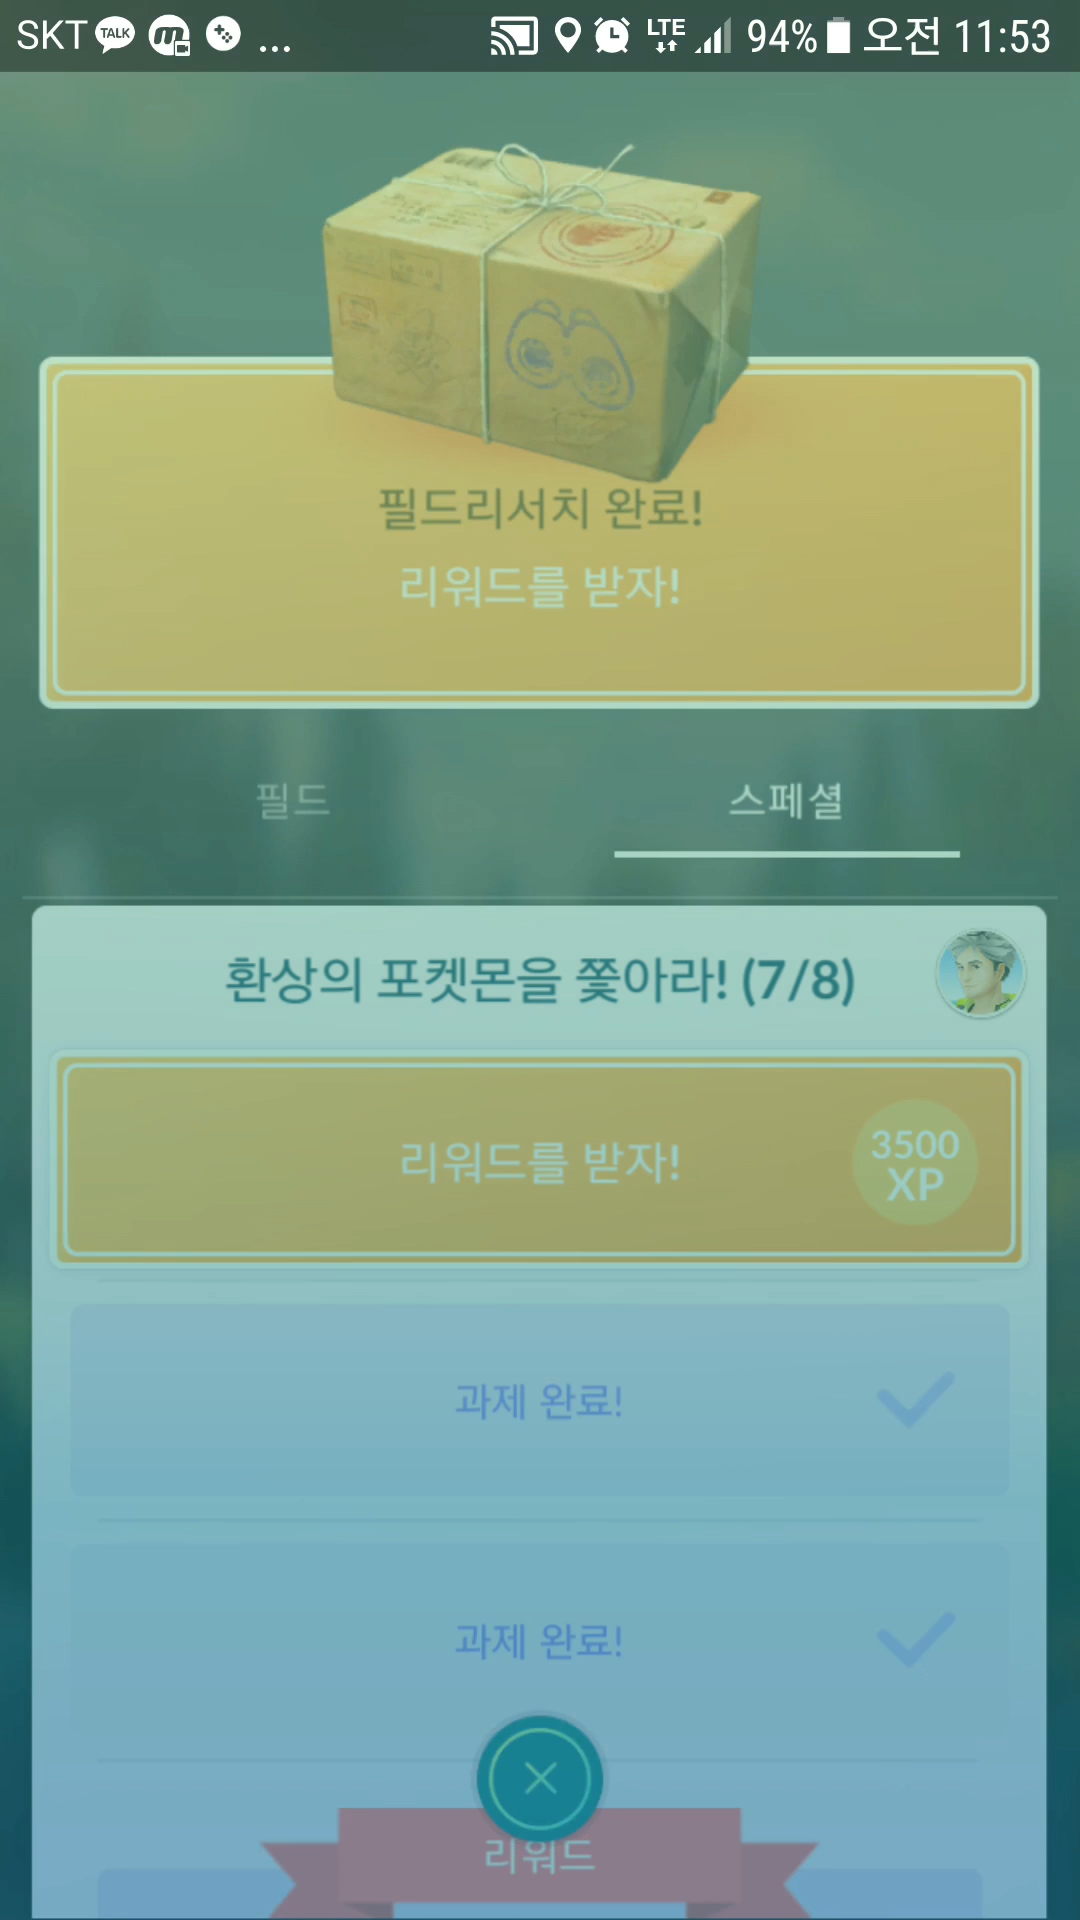 SKT TALK m ... LTE 94% 오전 11:53
필드리서치 완료!
리워드를 받자!
필드 스페셜
환상의 포켓몬을 쫓아라! (7/8)
리워드를 받자! 3500 XP
과제 완료!
과제 완료!
리워드